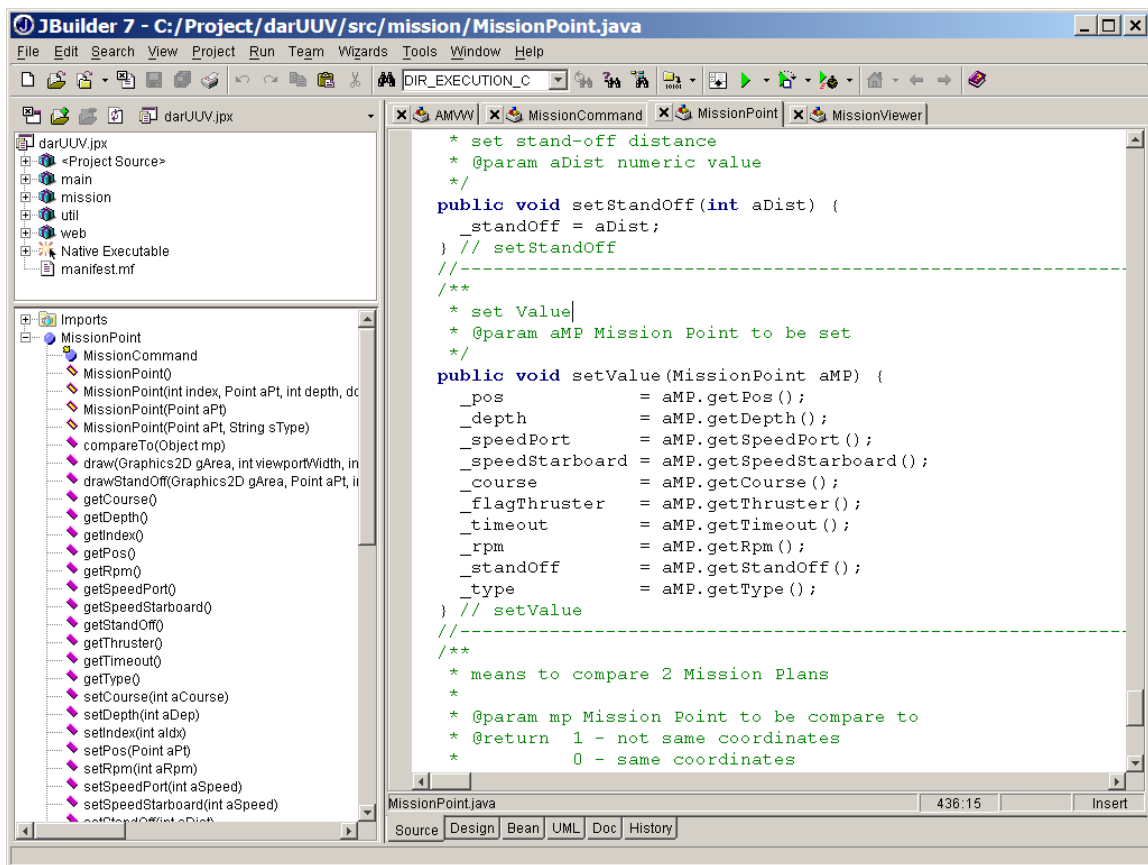 JBuilder 7 - C:/Project/darUUV/src/mission/MissionPoint.java
File Edit Search View Project Run Team Wizards Tools Window Help
DIR_EXECUTION_C
darUUV.jpx
AMVW MissionCommand MissionPoint MissionViewer
darUUV.jpx
<Project Source>
main
mission
util
web
Native Executable
manifest.mf
Imports
MissionPoint
MissionCommand
MissionPoint()
MissionPoint(int index, Point aPt, int depth, do
MissionPoint(Point aPt)
MissionPoint(Point aPt, String sType)
compareTo(Object mp)
draw(Graphics2D gArea, int viewportWidth, in
drawStandOff(Graphics2D gArea, Point aPt, i
getCourse()
getDepth()
getIndex()
getPos()
getRpm()
getSpeedPort()
getSpeedStarboard()
getStandOff()
getThruster()
getTimeout()
getType()
setCourse(int aCourse)
setDepth(int aDep)
setIndex(int aIdx)
setPos(Point aPt)
setRpm(int aRpm)
setSpeedPort(int aSpeed)
setSpeedStarboard(int aSpeed)
setStandOff(int aDist)
* set stand-off distance
* @param aDist numeric value
*/
public void setStandOff(int aDist) {
_standOff = aDist;
} // setStandOff
//-----------------------------------------------------------
/**
* set Value
* @param aMP Mission Point to be set
*/
public void setValue(MissionPoint aMP) {
_pos = aMP.getPos();
_depth = aMP.getDepth();
_speedPort = aMP.getSpeedPort();
_speedStarboard = aMP.getSpeedStarboard();
_course = aMP.getCourse();
_flagThruster = aMP.getThruster();
_timeout = aMP.getTimeout();
_rpm = aMP.getRpm();
_standOff = aMP.getStandOff();
_type = aMP.getType();
} // setValue
//-----------------------------------------------------------
/**
* means to compare 2 Mission Plans
*
* @param mp Mission Point to be compare to
* @return 1 - not same coordinates
* 0 - same coordinates
MissionPoint.java 436:15 Insert
Source Design Bean UML Doc History